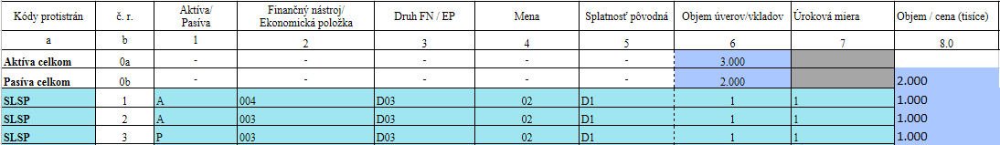 Kódy protistrán č. r. Aktíva/ Pasíva Finančný nástroj/ Ekonomická položka Druh FN / EP Mena Splatnosť pôvodná Objem úverov/vkladov Úroková miera Objem / cena (tisíce)
a b 1 2 3 4 5 6 7 8.0
Aktíva celkom 0a - - - - - 3.000
Pasíva celkom 0b - - - - - 2.000 2.000
SLSP 1 A 004 D03 02 D1 1 1 1.000
SLSP 2 A 003 D03 02 D1 1 1 1.000
SLSP 3 P 003 D03 02 D1 1 1 1.000